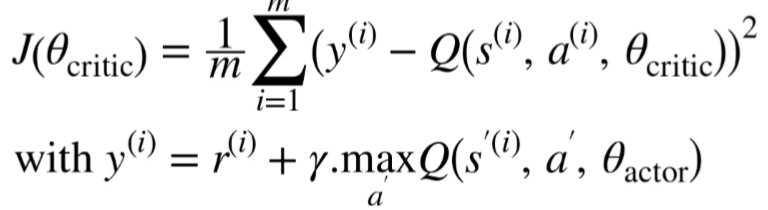 J(θ_critic) = 1/m ∑_{i=1}^{m} (y^(i) − Q(s^(i), a^(i), θ_critic))^2
with y^(i) = r^(i) + γ.max_{a′} Q(s′^(i), a′, θ_actor)